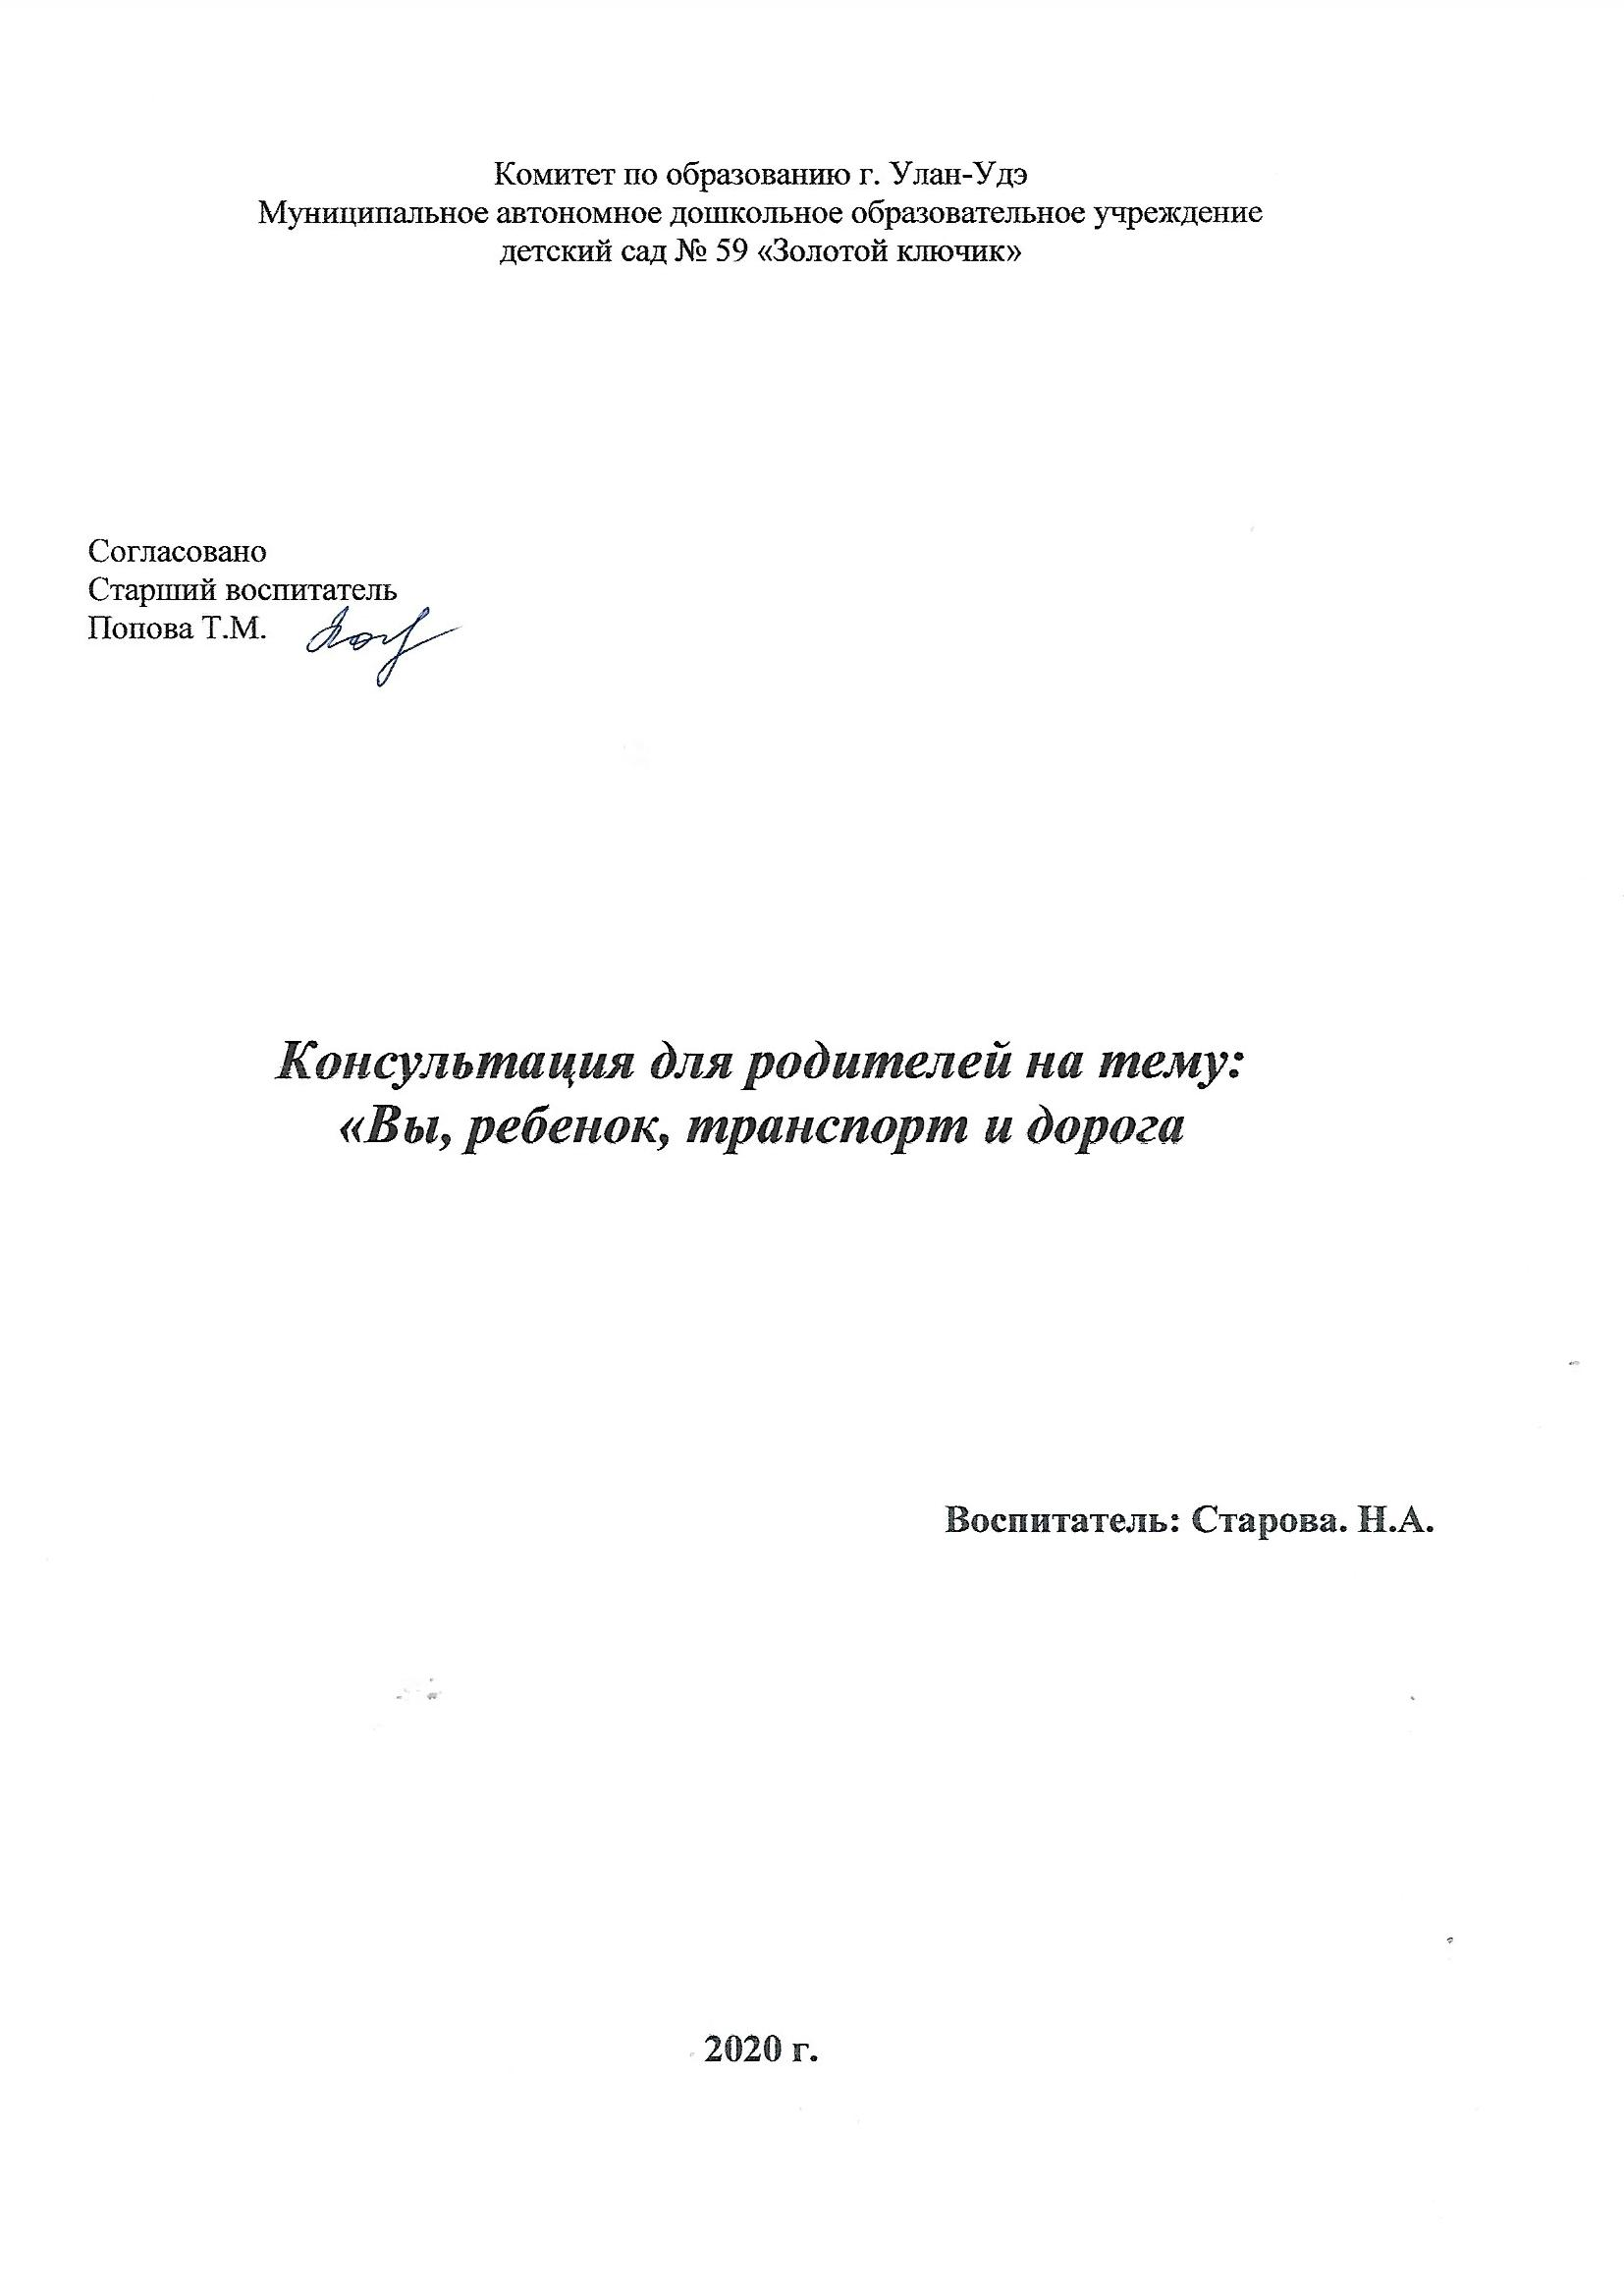 Комитет по образованию г. Улан-Удэ
Муниципальное автономное дошкольное образовательное учреждение
детский сад № 59 «Золотой ключик»
Согласовано
Старший воспитатель
Попова Т.М.
Консультация для родителей на тему:
«Вы, ребенок, транспорт и дорога
Воспитатель: Старова. Н.А.
2020 г.